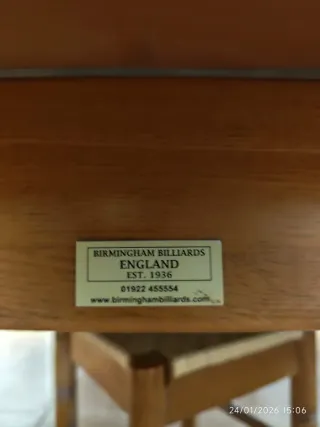 BIRMINGHAM BILLIARDS
ENGLAND
EST. 1936
01922 455554
www.birminghambilliards.com
24/01/2026 15:06